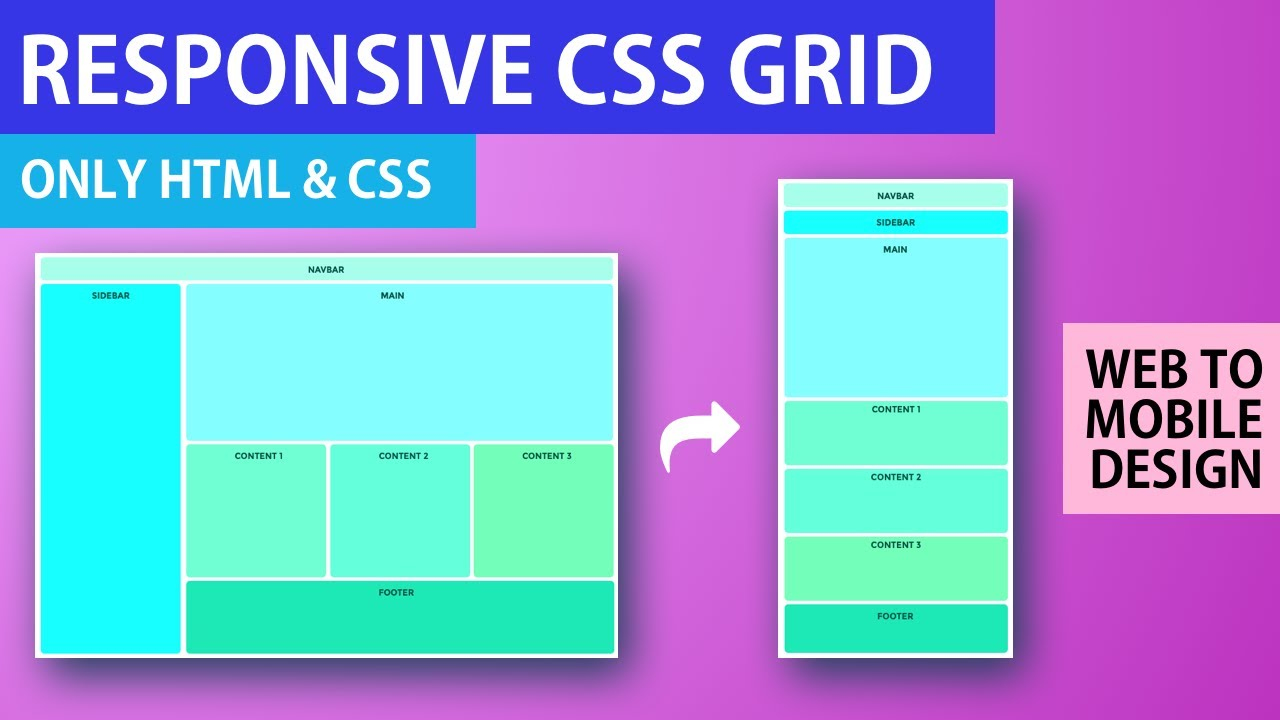 RESPONSIVE CSS GRID
ONLY HTML & CSS
NAVBAR
SIDEBAR
MAIN
CONTENT 1
CONTENT 2
CONTENT 3
FOOTER
NAVBAR
SIDEBAR
MAIN
CONTENT 1
CONTENT 2
CONTENT 3
FOOTER
WEB TO
MOBILE
DESIGN